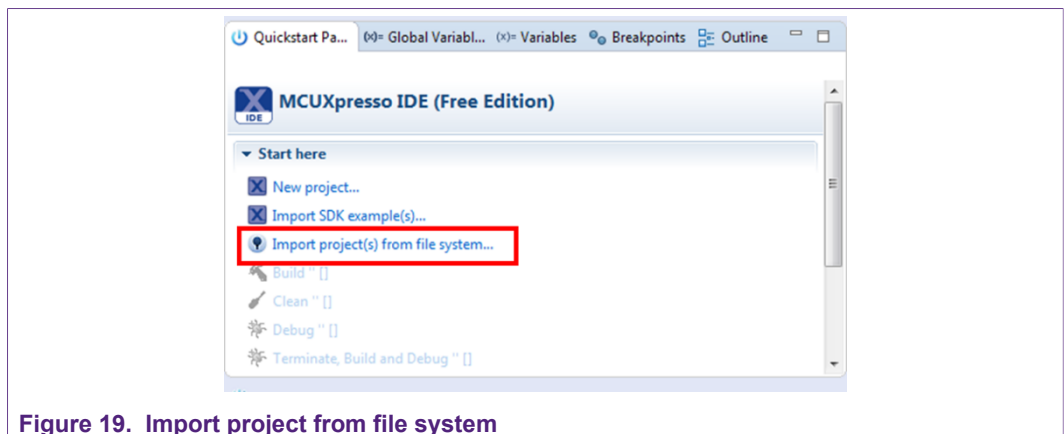 Quickstart Pa... (x)= Global Variabl... (x)= Variables Breakpoints Outline
X
IDE
MCUXpresso IDE (Free Edition)
Start here
X New project...
X Import SDK example(s)...
Import project(s) from file system...
Build '' []
Clean '' []
Debug '' []
Terminate, Build and Debug '' []
Figure 19. Import project from file system